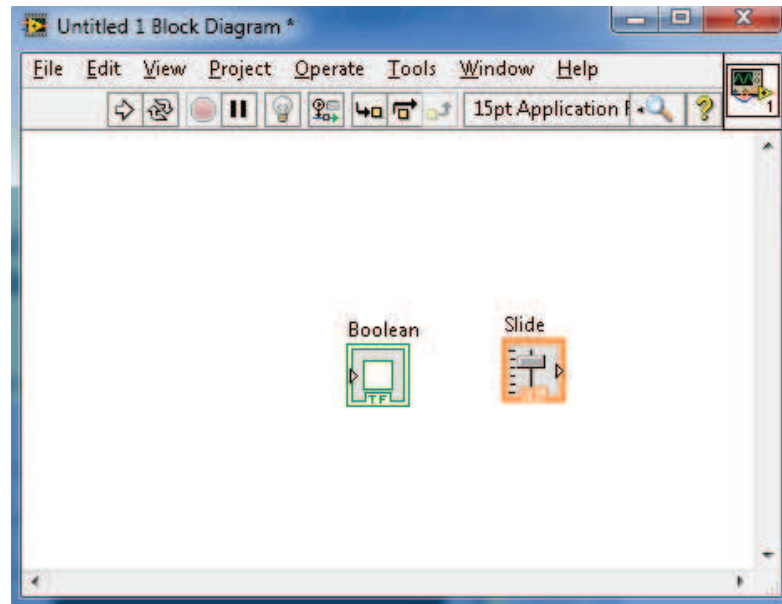 Untitled 1 Block Diagram *
File Edit View Project Operate Tools Window Help
15pt Application F
1
Boolean
Slide
TF